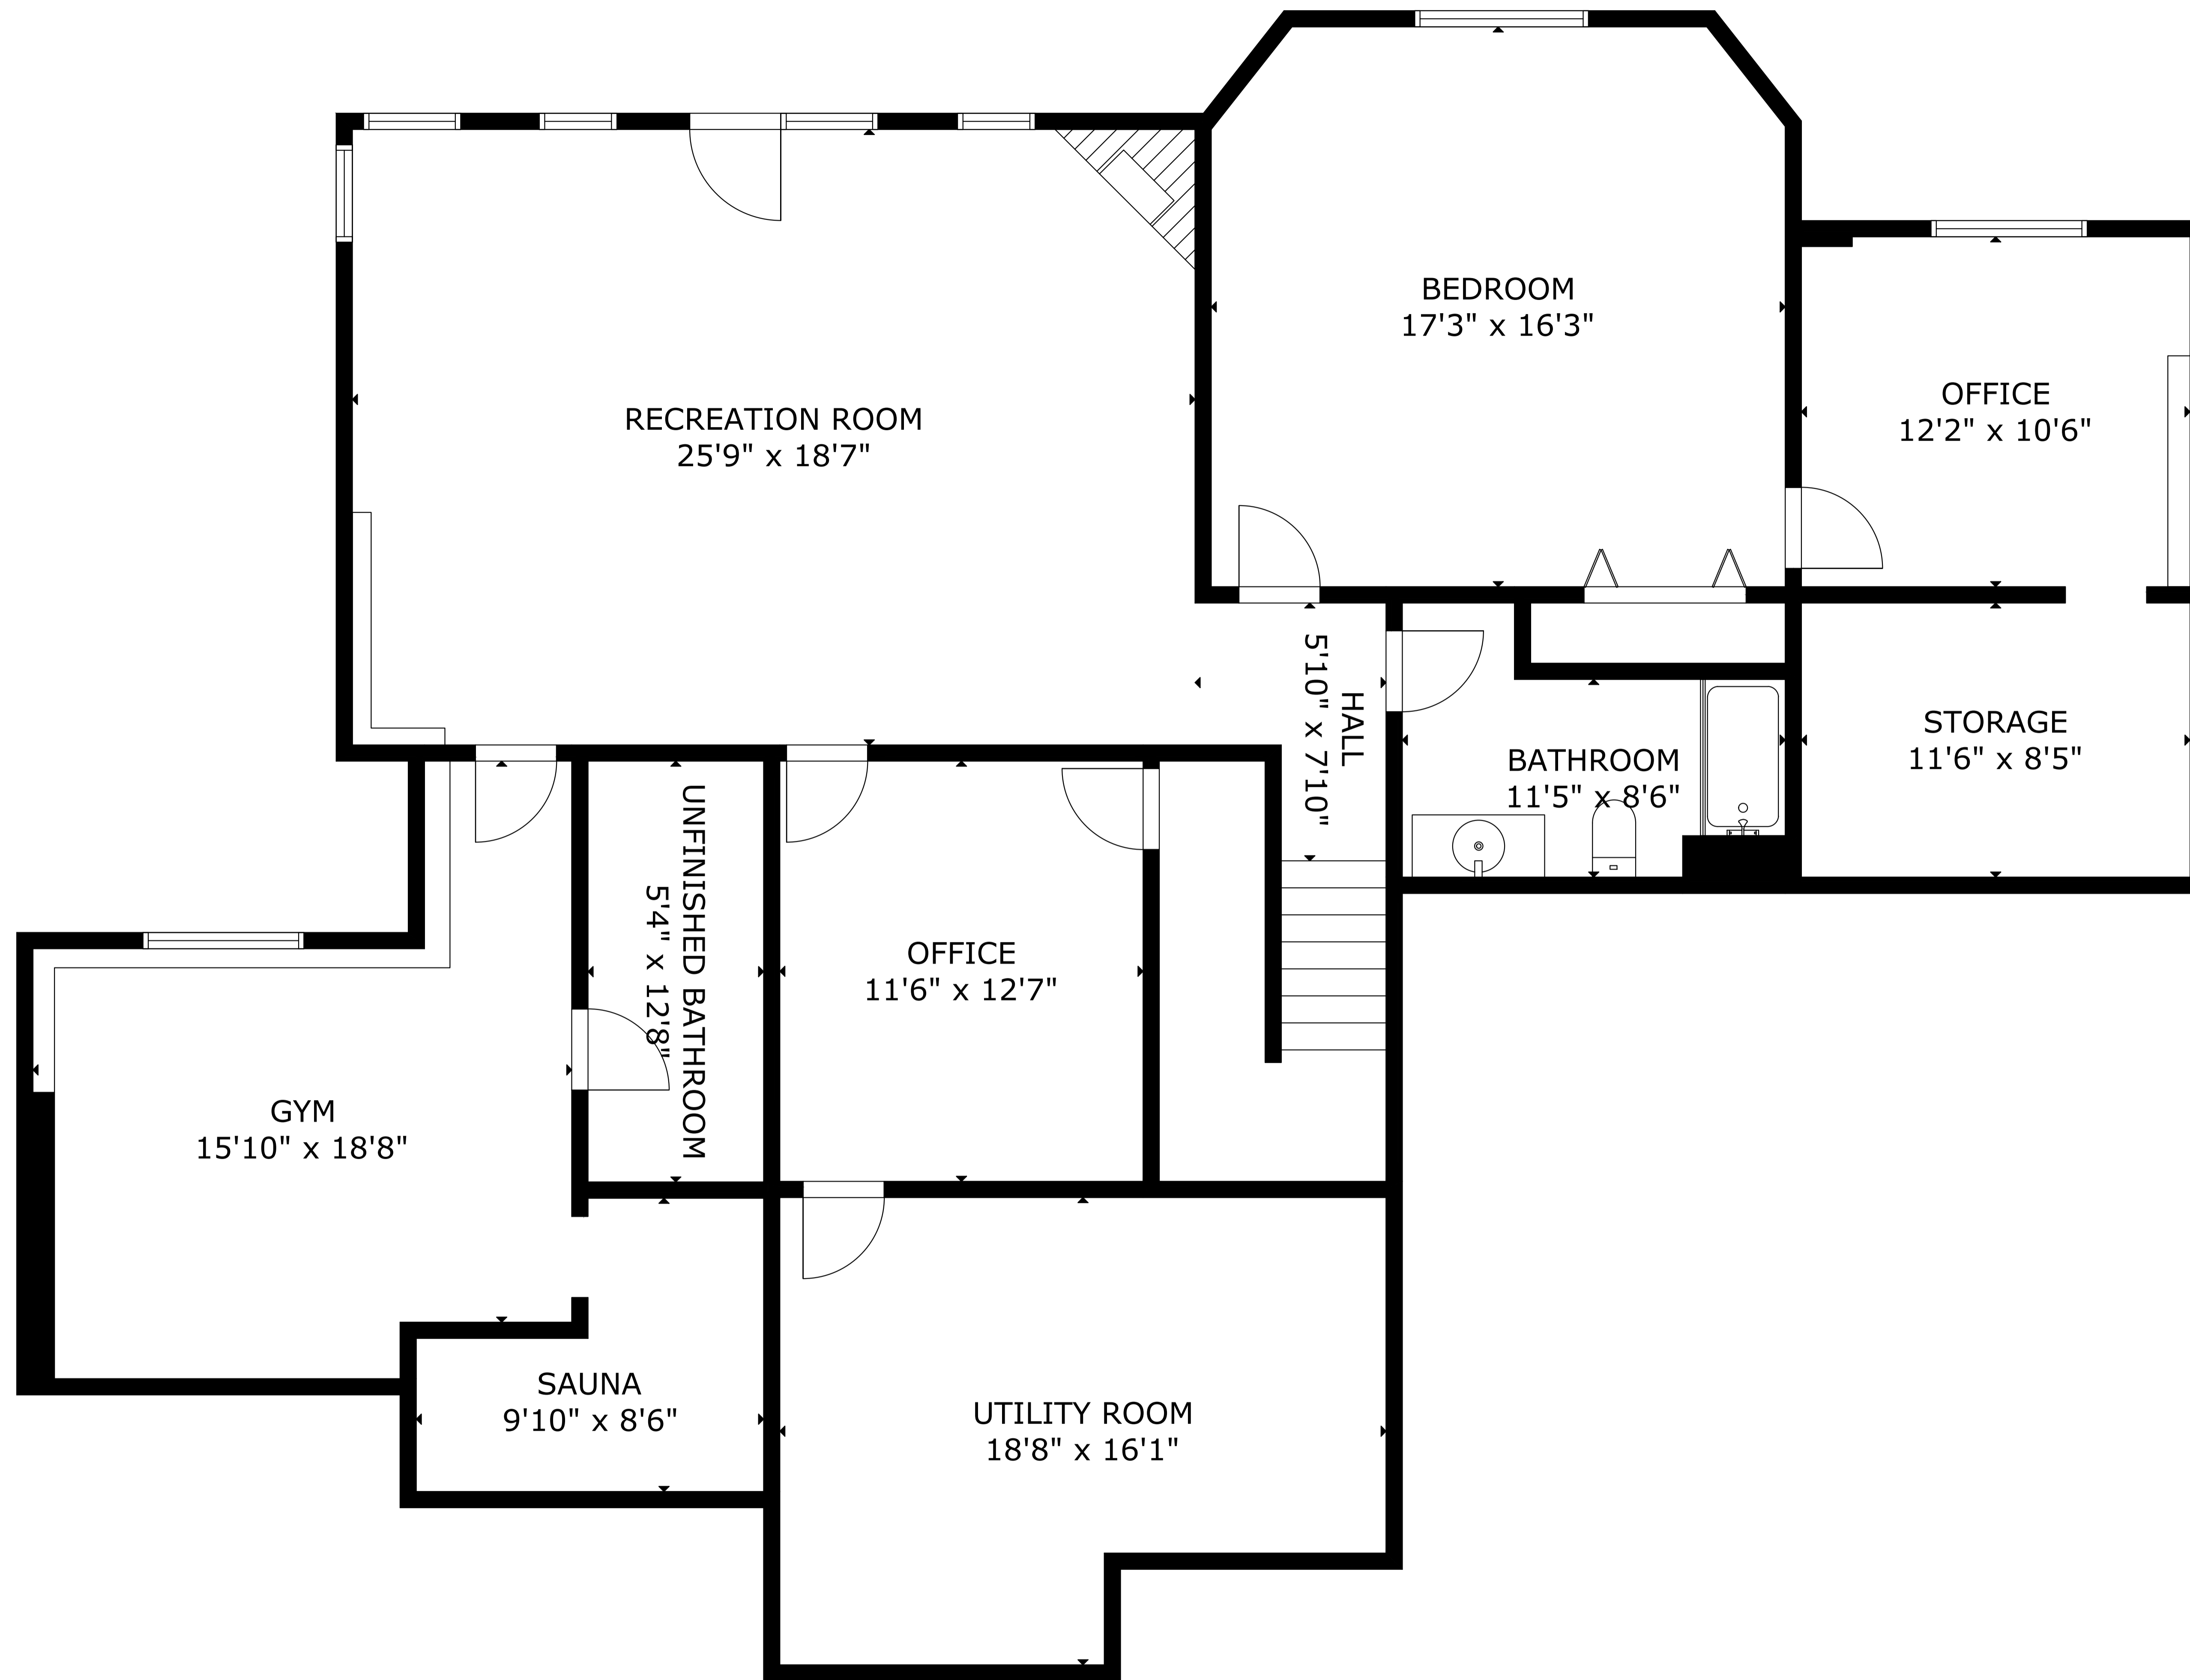 BEDROOM
17'3" x 16'3"
OFFICE
12'2" x 10'6"
RECREATION ROOM
25'9" x 18'7"
HALL
5'10" x 7'10"
STORAGE
11'6" x 8'5"
BATHROOM
11'5" x 8'6"
UNFINISHED BATHROOM
5'4" x 12'8"
OFFICE
11'6" x 12'7"
GYM
15'10" x 18'8"
SAUNA
9'10" x 8'6"
UTILITY ROOM
18'8" x 16'1"